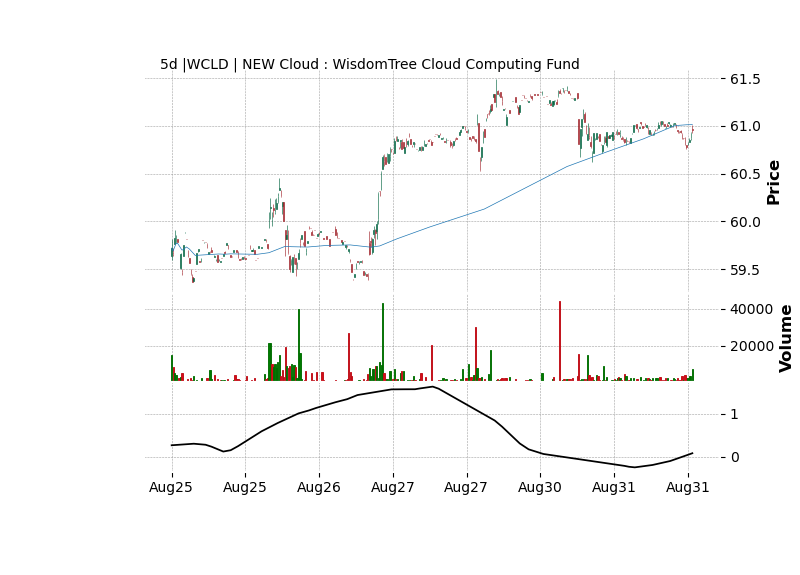 5d |WCLD | NEW Cloud : WisdomTree Cloud Computing Fund
61.5
61.0
60.5
60.0
59.5
Price
40000
20000
Volume
1
0
Aug25 Aug25 Aug26 Aug27 Aug27 Aug30 Aug31 Aug31